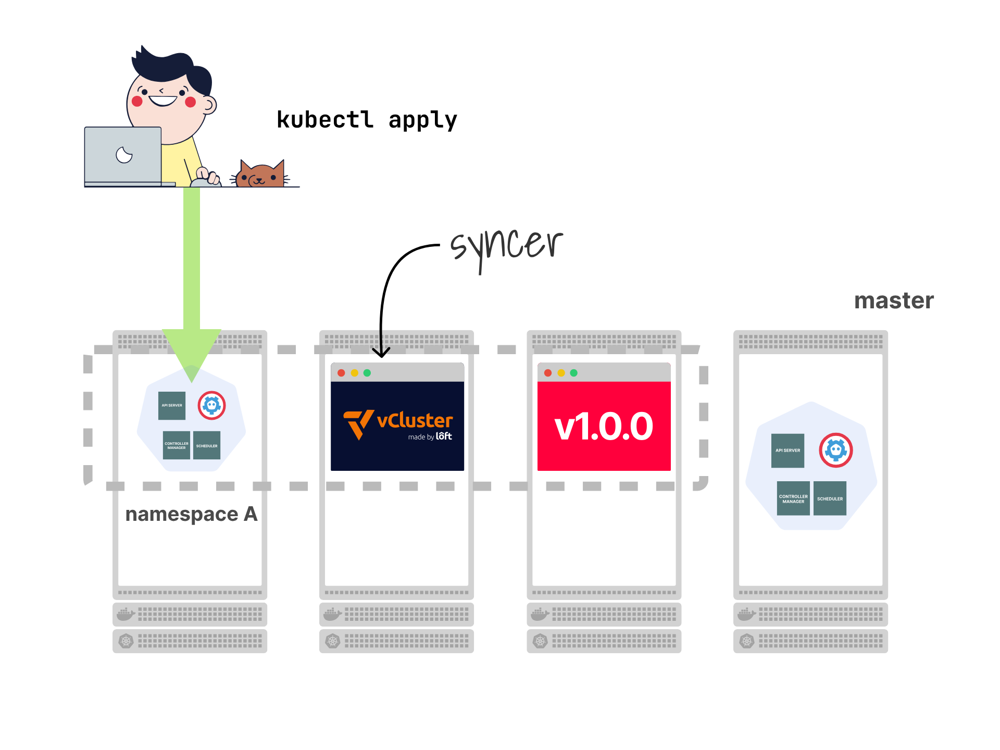 kubectl apply
syncer
master
API SERVER
CONTROLLER
MANAGER
SCHEDULER
vCluster
made by loft
v1.0.0
API SERVER
CONTROLLER
MANAGER
SCHEDULER
namespace A